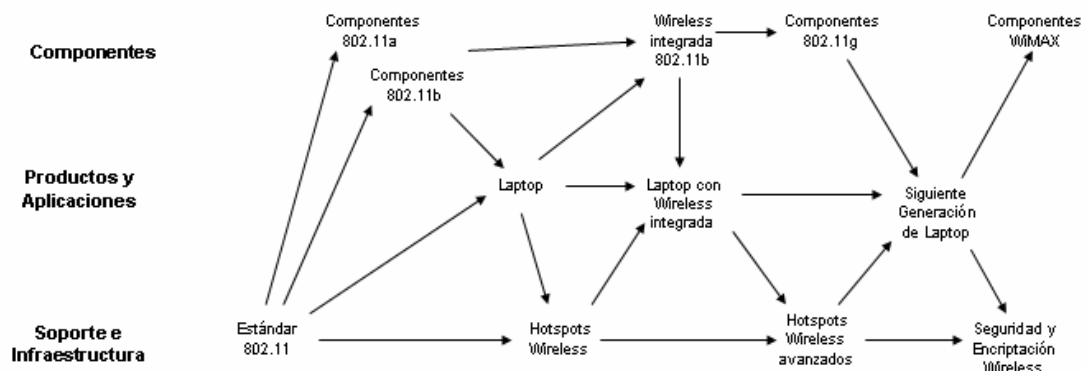 Componentes
Componentes
802.11a
Componentes
802.11b
Wireless
integrada
802.11b
Componentes
802.11g
Componentes
WiMAX
Productos y
Aplicaciones
Laptop
Laptop con
Wireless
integrada
Siguiente
Generación
de Laptop
Soporte e
Infraestructura
Estándar
802.11
Hotspots
Wireless
Hotspots
Wireless
avanzados
Seguridad y
Encriptación
Wireless